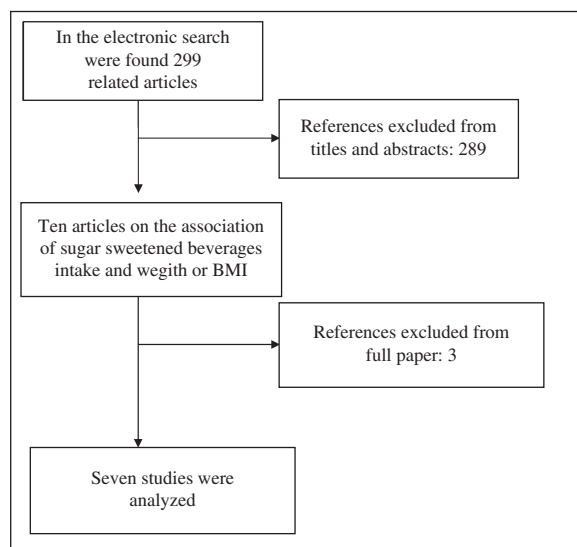 In the electronic search
were found 299
related articles
References excluded from
titles and abstracts: 289
Ten articles on the association
of sugar sweetened beverages
intake and wegith or BMI
References excluded from
full paper: 3
Seven studies were
analyzed